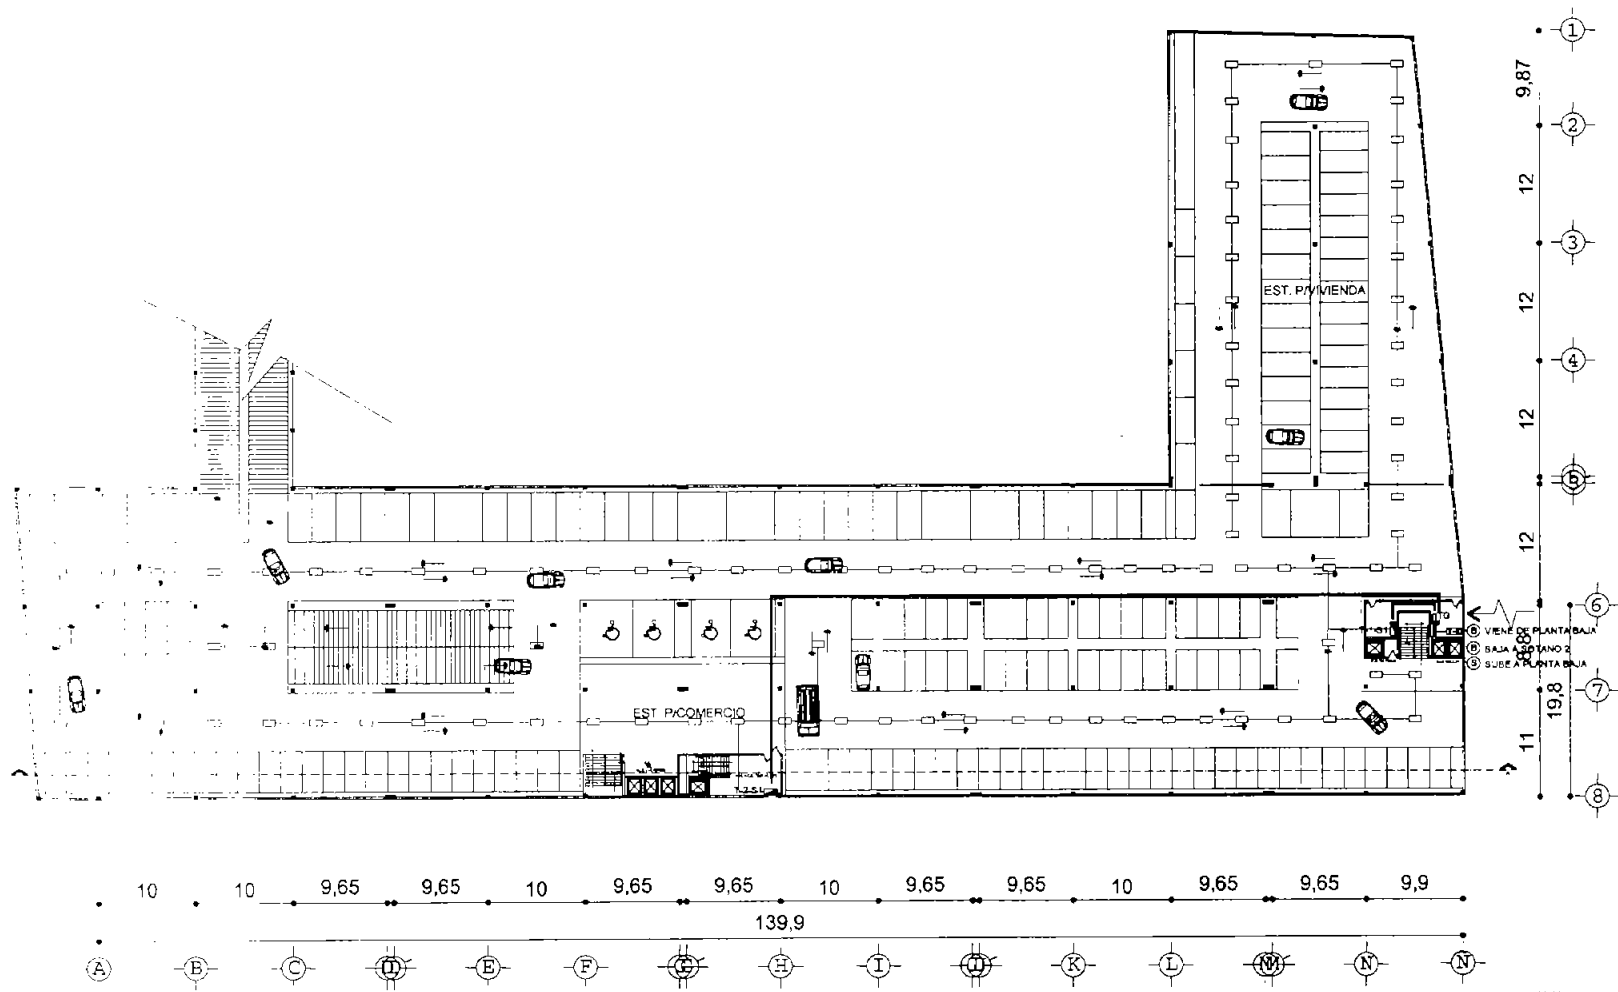 1
9,87
2
12
3
12
EST. P/VIVIENDA
4
12
5
12
6
B VIENE DE PLANTA BAJA
B BAJA A SOTANO 2
S SUBE A PLANTA BAJA
8,8
7
19,8
EST P/COMERCIO
11
8
10 10 9,65 9,65 10 9,65 9,65 10 9,65 9,65 10 9,65 9,65 9,9
139,9
A B C D E F G H I K L M N N